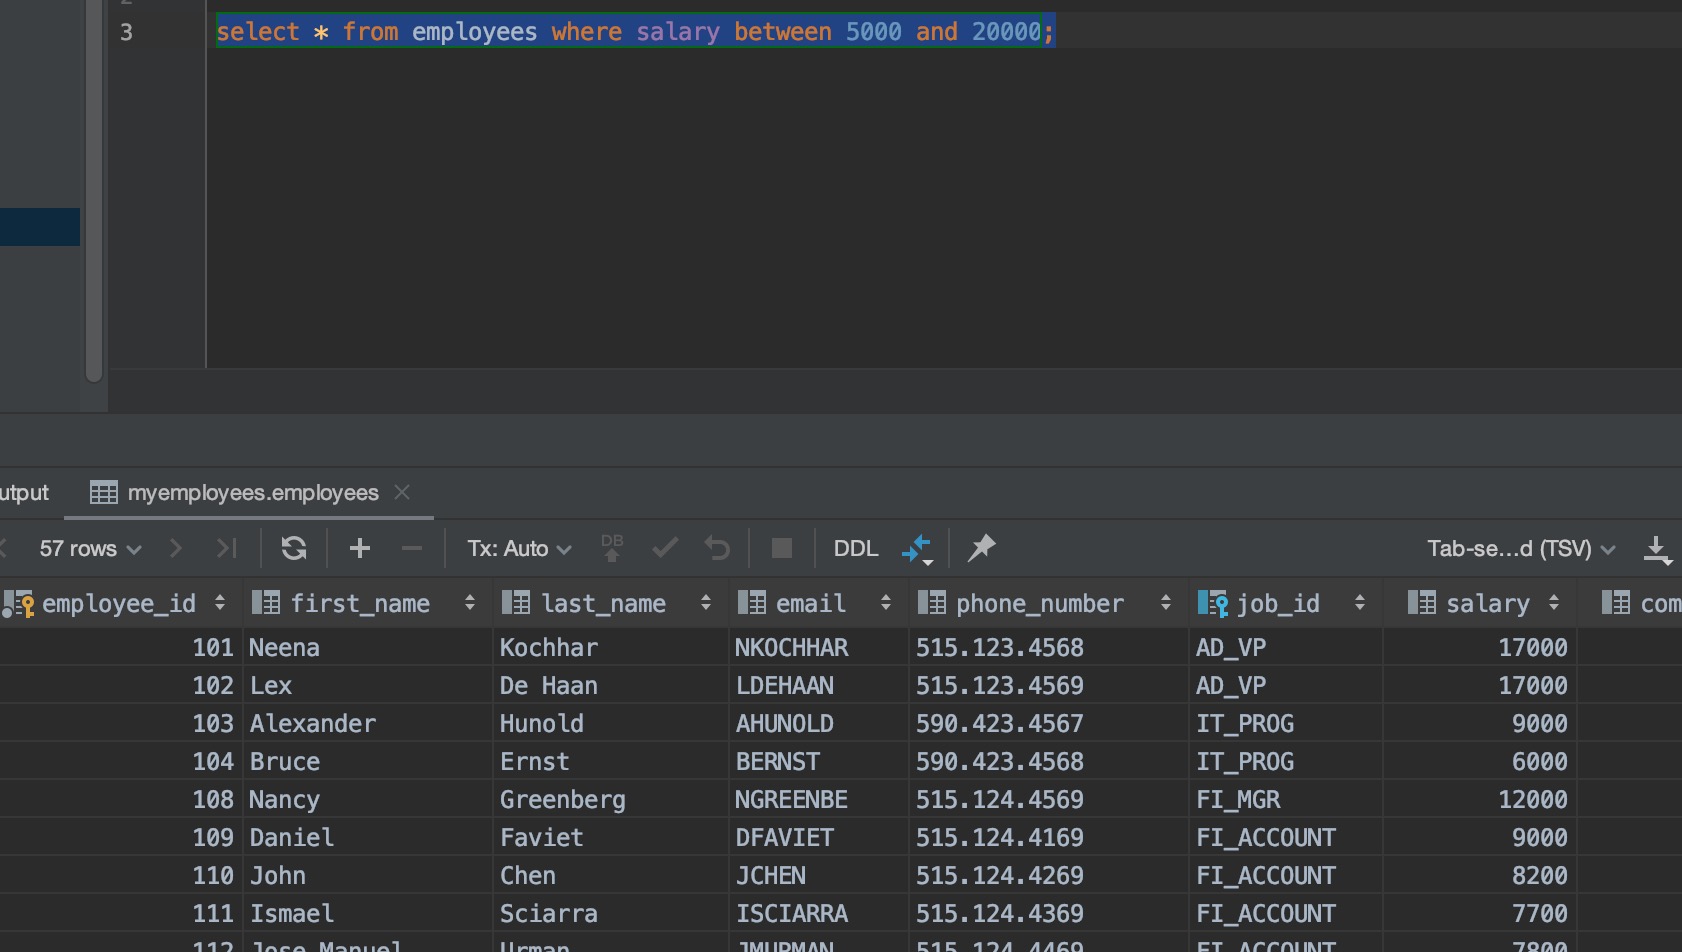 3 select * from employees where salary between 5000 and 20000;
utput myemployees.employees
57 rows Tx: Auto DB DDL Tab-se...d (TSV)
employee_id first_name last_name email phone_number job_id salary com
101 Neena Kochhar NKOCHHAR 515.123.4568 AD_VP 17000
102 Lex De Haan LDEHAAN 515.123.4569 AD_VP 17000
103 Alexander Hunold AHUNOLD 590.423.4567 IT_PROG 9000
104 Bruce Ernst BERNST 590.423.4568 IT_PROG 6000
108 Nancy Greenberg NGREENBE 515.124.4569 FI_MGR 12000
109 Daniel Faviet DFAVIET 515.124.4169 FI_ACCOUNT 9000
110 John Chen JCHEN 515.124.4269 FI_ACCOUNT 8200
111 Ismael Sciarra ISCIARRA 515.124.4369 FI_ACCOUNT 7700
112 Jose Manuel Urman JMURMAN 515.124.4469 FI_ACCOUNT 7800